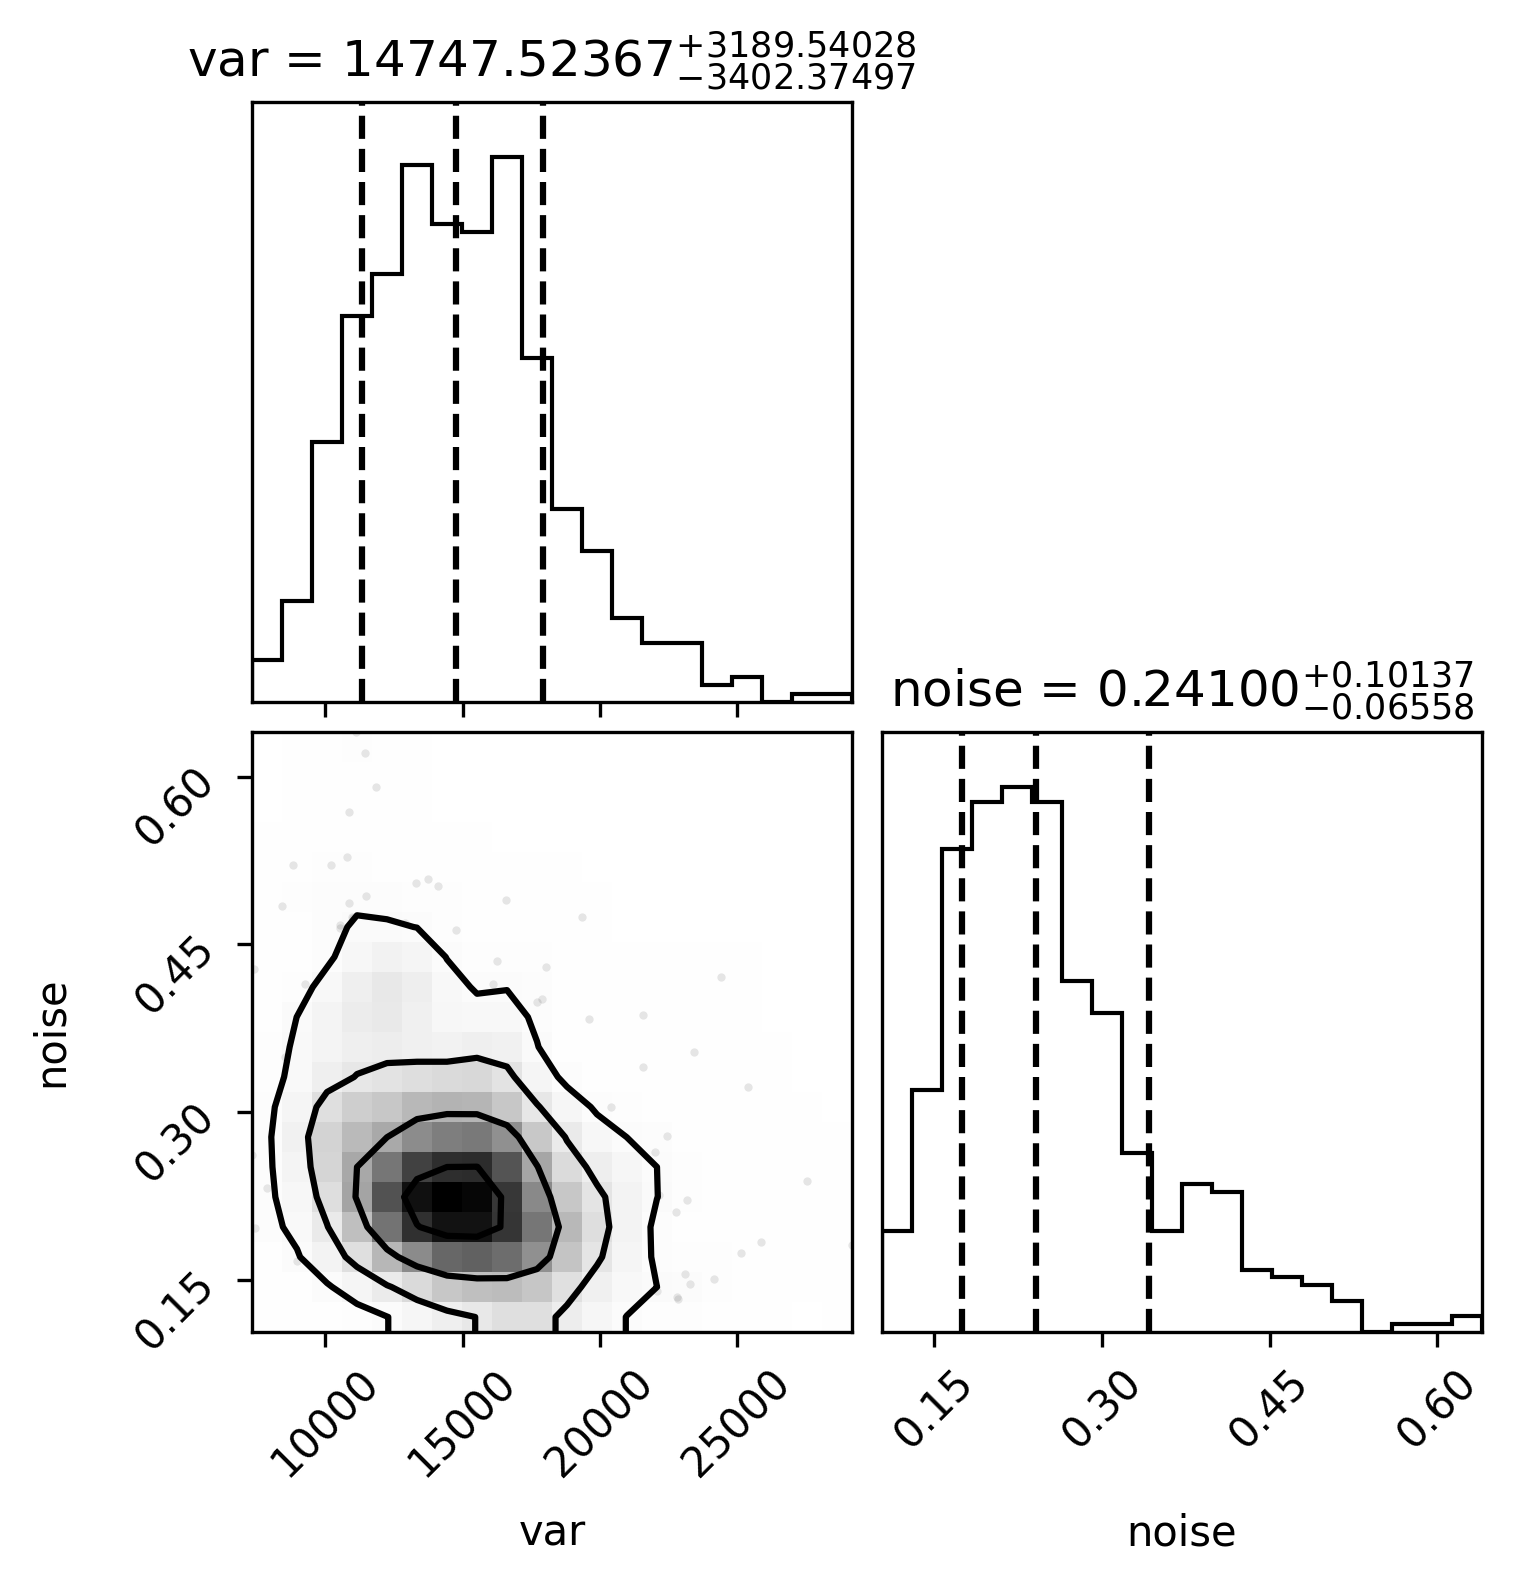 var = 14747.52367+3189.54028
−3402.37497
noise = 0.24100+0.10137
−0.06558
0.60
0.45
0.30
0.15
noise
10000
15000
20000
25000
var
0.15
0.30
0.45
0.60
noise